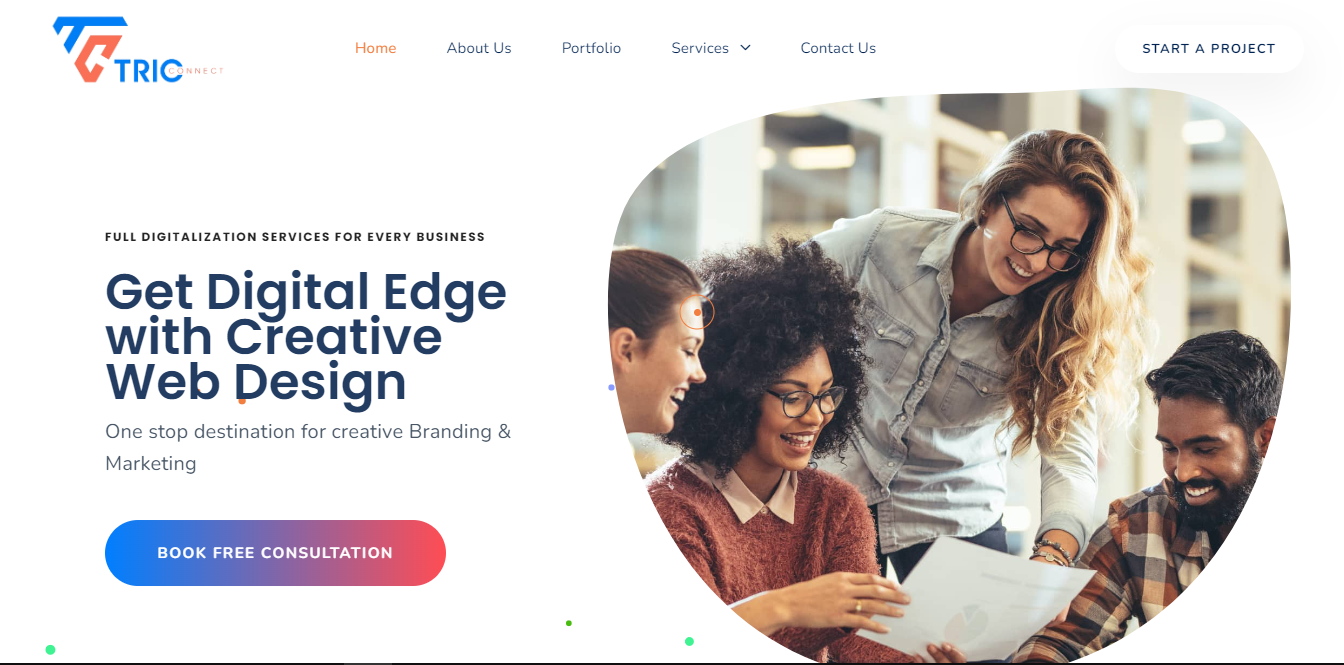 TRIC CONNECT
Home About Us Portfolio Services Contact Us START A PROJECT
FULL DIGITALIZATION SERVICES FOR EVERY BUSINESS
Get Digital Edge
with Creative
Web Design
One stop destination for creative Branding &
Marketing
BOOK FREE CONSULTATION